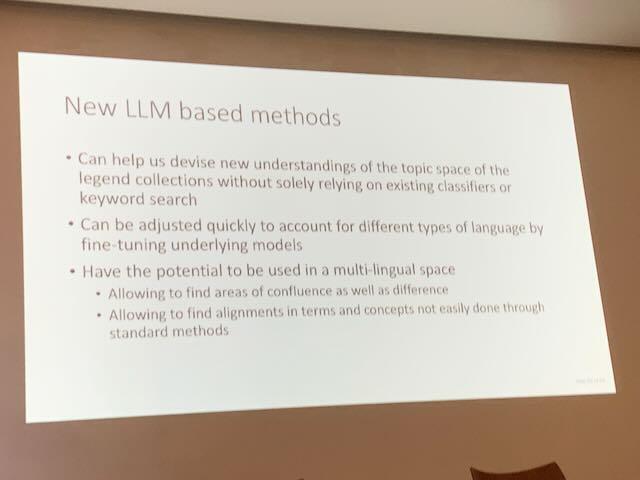 New LLM based methods
• Can help us devise new understandings of the topic space of the
legend collections without solely relying on existing classifiers or
keyword search
• Can be adjusted quickly to account for different types of language by
fine-tuning underlying models
• Have the potential to be used in a multi-lingual space
• Allowing to find areas of confluence as well as difference
• Allowing to find alignments in terms and concepts not easily done through
standard methods